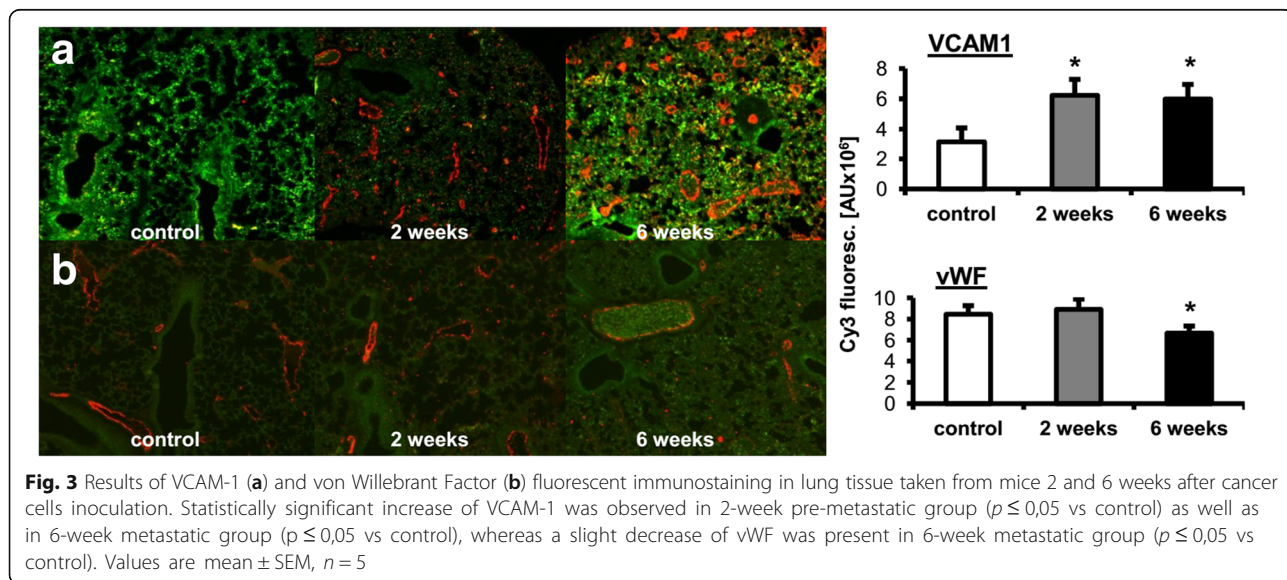 a
control
2 weeks
6 weeks
b
control
2 weeks
6 weeks
VCAM1
8
6
4
2
0
*
*
control
2 weeks
6 weeks
Cy3 fluoresc. [AUx10⁶]
vWF
10
8
6
4
2
0
*
control
2 weeks
6 weeks
Fig. 3 Results of VCAM-1 (a) and von Willebrant Factor (b) fluorescent immunostaining in lung tissue taken from mice 2 and 6 weeks after cancer
cells inoculation. Statistically significant increase of VCAM-1 was observed in 2-week pre-metastatic group (p ≤ 0,05 vs control) as well as
in 6-week metastatic group (p ≤ 0,05 vs control), whereas a slight decrease of vWF was present in 6-week metastatic group (p ≤ 0,05 vs
control). Values are mean ± SEM, n = 5